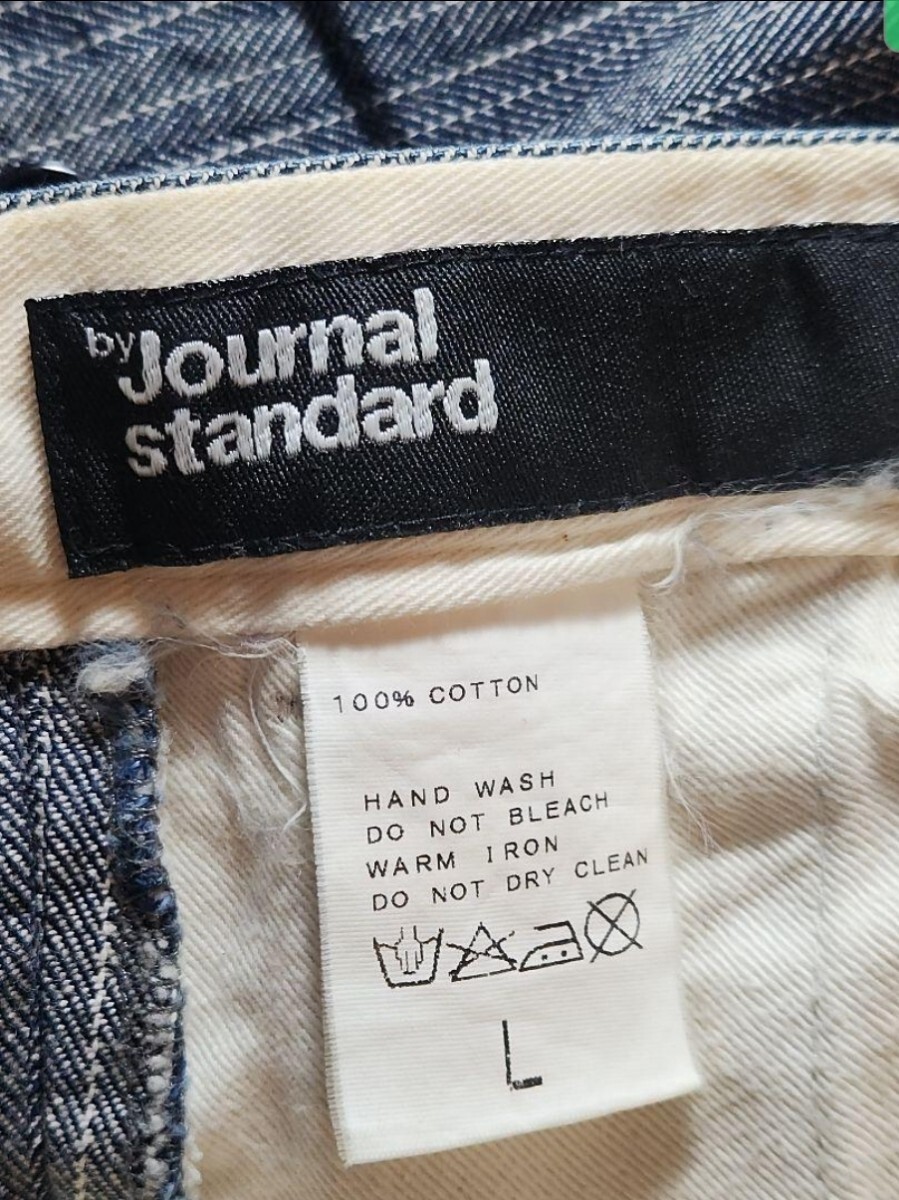 by Journal
standard
100% COTTON
HAND WASH
DO NOT BLEACH
WARM IRON
DO NOT DRY CLEAN
L